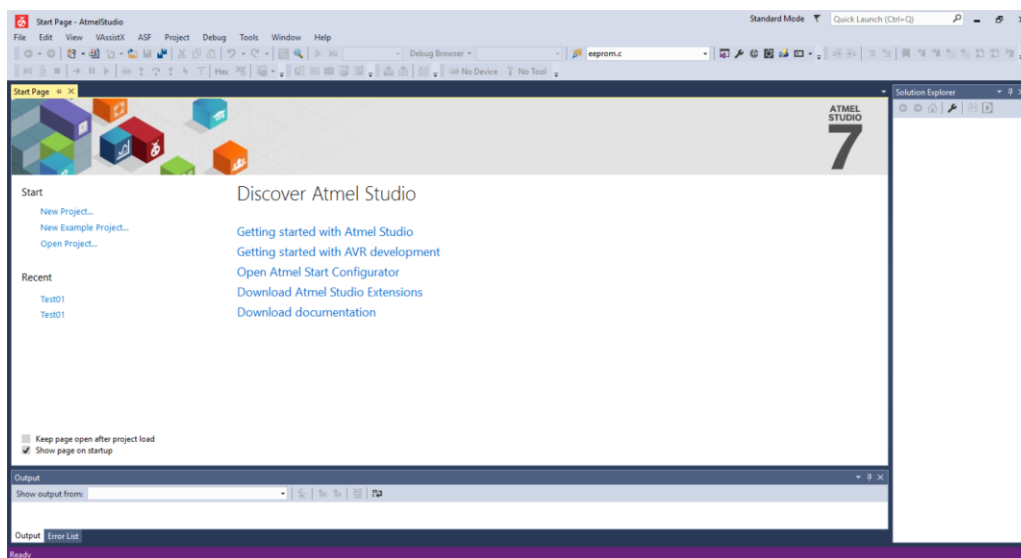 Start Page - AtmelStudio
Standard Mode
Quick Launch (Ctrl+Q)
File Edit View VAssistX ASF Project Debug Tools Window Help
Debug Browser
eeprom.c
Hex
No Device
No Tool
Start Page
Solution Explorer
ATMEL
STUDIO
7
Start
Discover Atmel Studio
New Project...
New Example Project...
Open Project...
Getting started with Atmel Studio
Getting started with AVR development
Open Atmel Start Configurator
Download Atmel Studio Extensions
Download documentation
Recent
Test01
Test01
Keep page open after project load
Show page on startup
Output
Show output from:
Output Error List
Ready